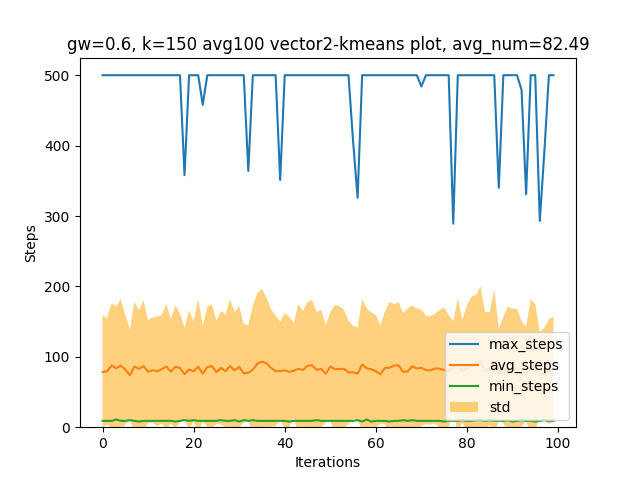 gw=0.6, k=150 avg100 vector2-kmeans plot, avg_num=82.49
500
400
300
200
100
0
Steps
max_steps
avg_steps
min_steps
std
0 20 40 60 80 100
Iterations